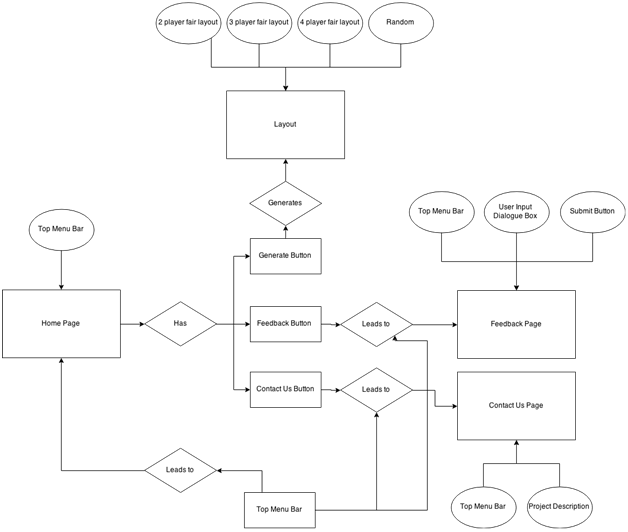 2 player fair layout
3 player fair layout
4 player fair layout
Random
Layout
Generates
Top Menu Bar
User Input
Dialogue Box
Submit Button
Top Menu Bar
Generate Button
Home Page
Has
Feedback Button
Leads to
Feedback Page
Contact Us Button
Leads to
Contact Us Page
Leads to
Top Menu Bar
Top Menu Bar
Project Description